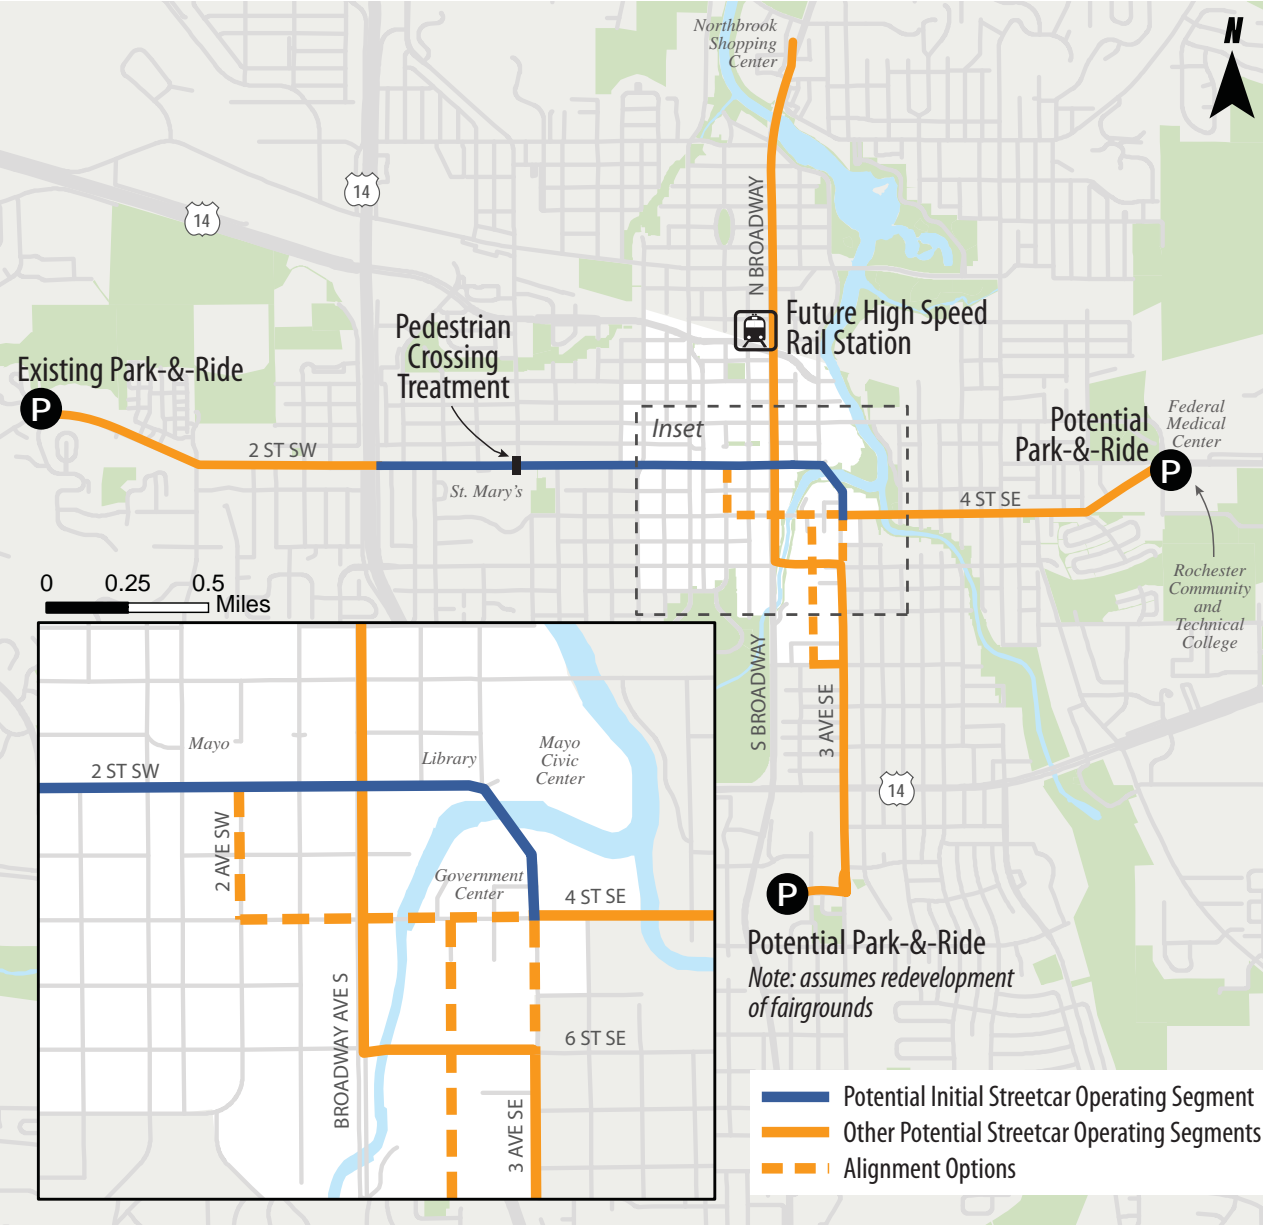 Northbrook
Shopping
Center
N
14
14
N BROADWAY
Future High Speed
Rail Station
Pedestrian
Crossing
Treatment
Existing Park-&-Ride
P
2 ST SW
St. Mary's
Inset
Potential
Park-&-Ride
Federal
Medical
Center
P
4 ST SE
Rochester
Community
and
Technical
College
0 0.25 0.5
Miles
S BROADWAY
3 AVE SE
14
P
Potential Park-&-Ride
Note: assumes redevelopment
of fairgrounds
Mayo
Library
Mayo
Civic
Center
2 ST SW
2 AVE SW
Government
Center
4 ST SE
BROADWAY AVE S
6 ST SE
3 AVE SE
Potential Initial Streetcar Operating Segment
Other Potential Streetcar Operating Segments
Alignment Options